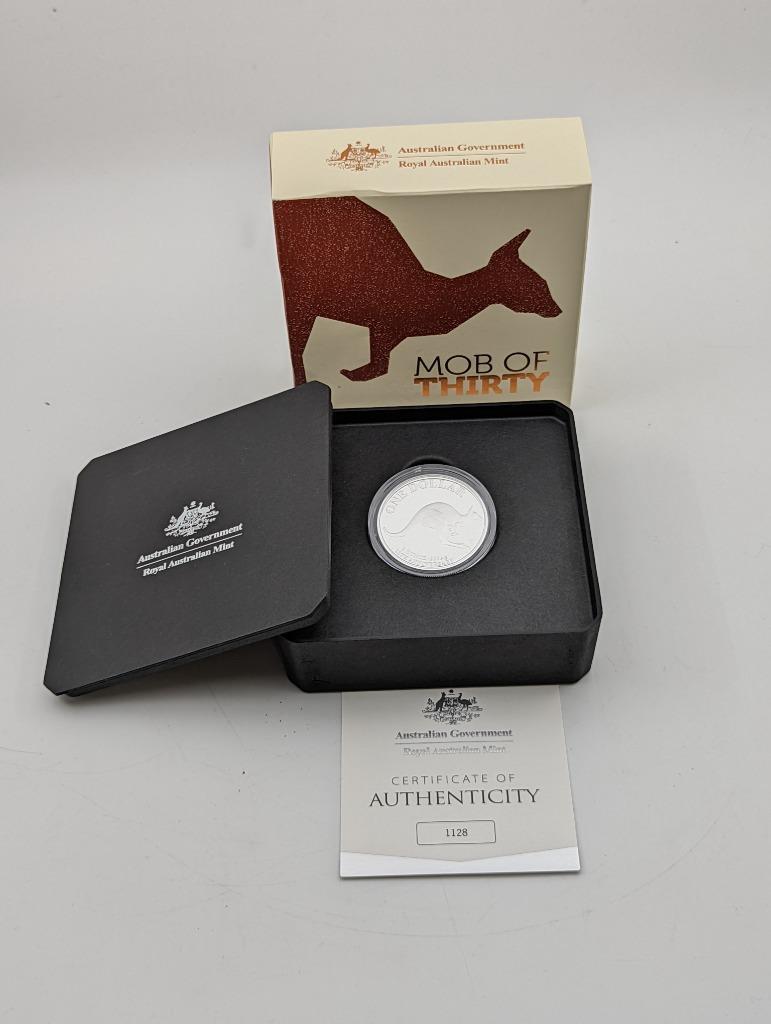 Australian Government
Royal Australian Mint
MOB OF
THIRTY
Australian Government
Royal Australian Mint
ONE DOLLAR
Australian Government
Royal Australian Mint
CERTIFICATE OF
AUTHENTICITY
1128